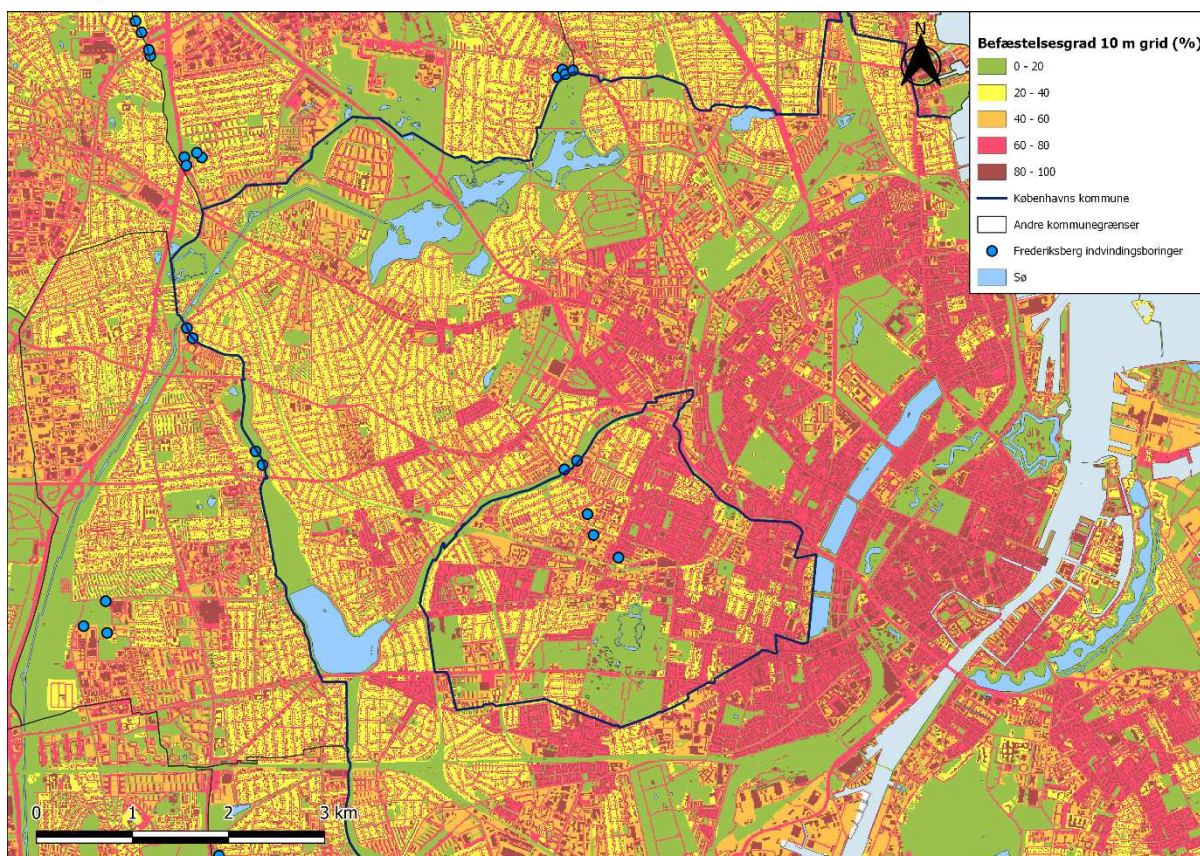 N
Befæstelsesgrad 10 m grid (%)
0 - 20
20 - 40
40 - 60
60 - 80
80 - 100
Københavns kommune
Andre kommunegrænser
Frederiksberg indvindingsboringer
Sø
0 1 2 3 km